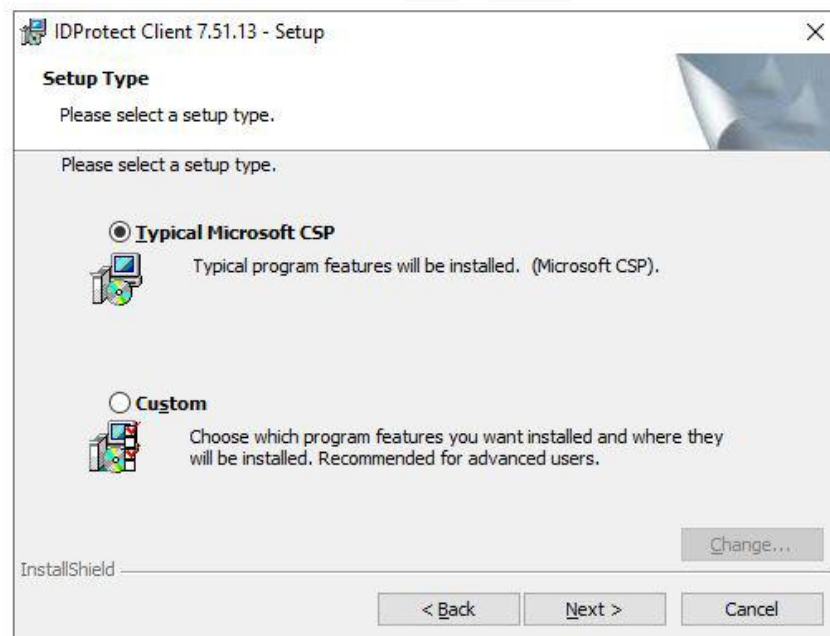 IDProtect Client 7.51.13 - Setup
Setup Type
Please select a setup type.
Please select a setup type.
Typical Microsoft CSP
Typical program features will be installed. (Microsoft CSP).
Custom
Choose which program features you want installed and where they
will be installed. Recommended for advanced users.
Change...
InstallShield
< Back
Next >
Cancel